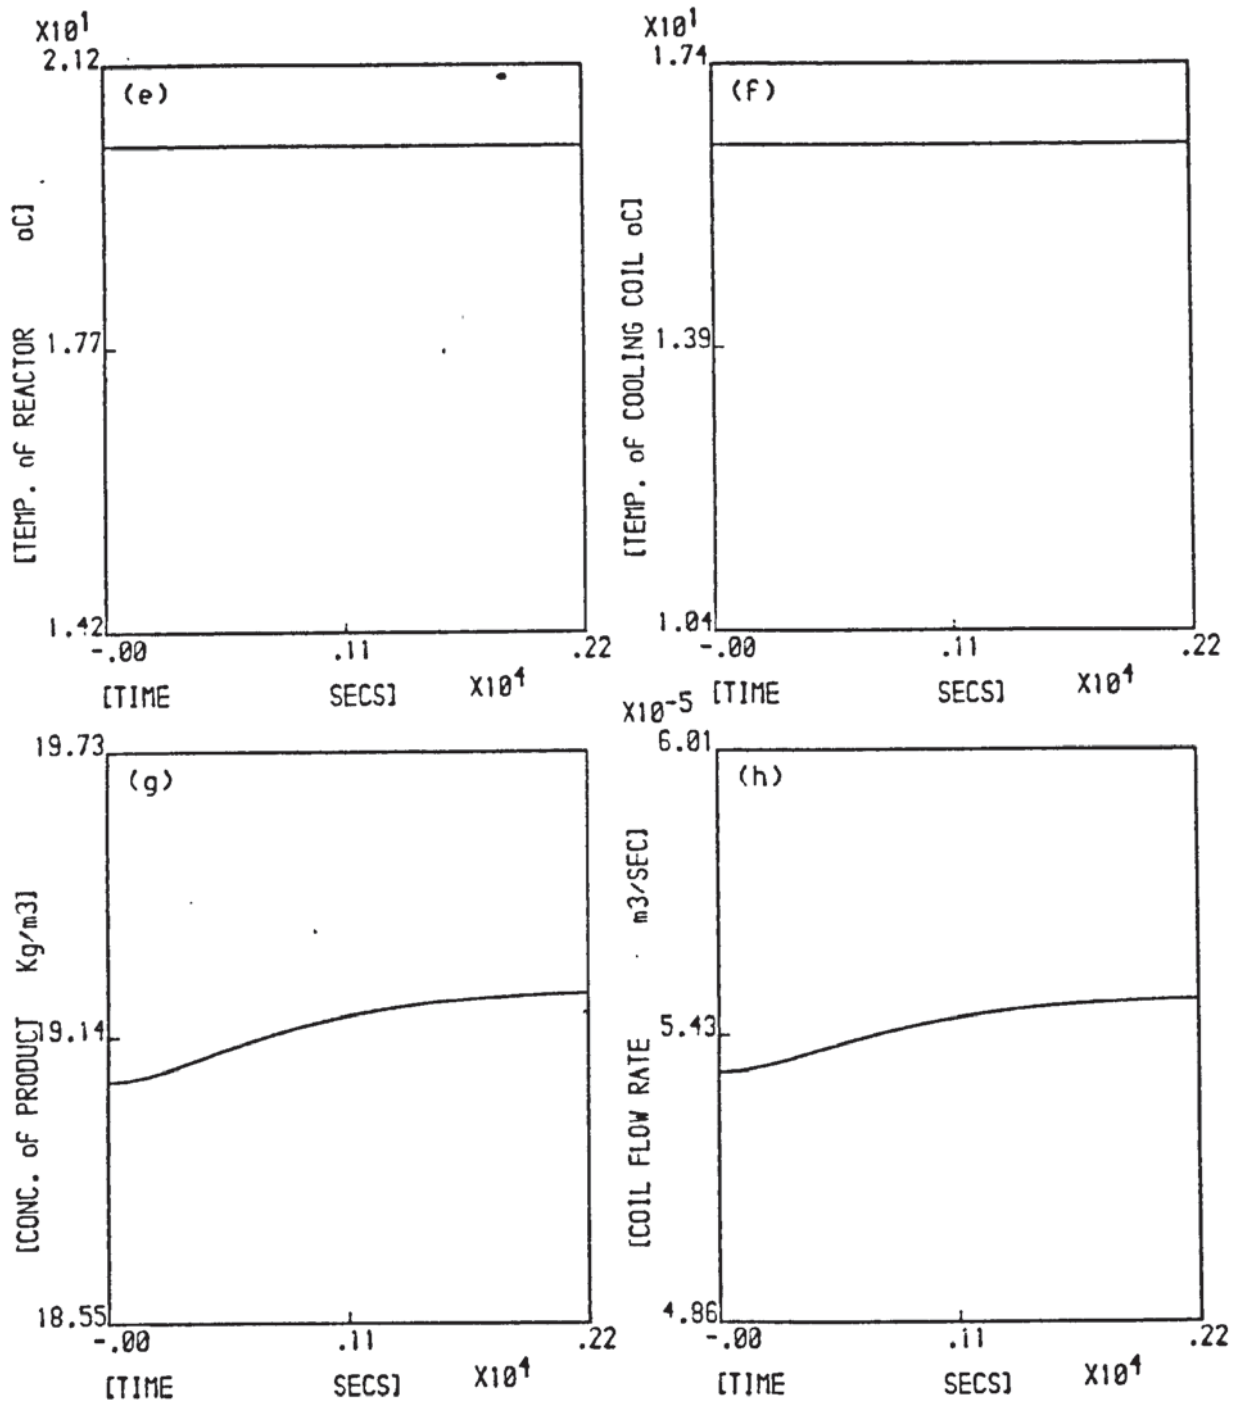 X10¹
2.12
(e)
[TEMP. of REACTOR oC]
1.77
1.42
-.00 .11 .22
[TIME SECS] X10⁴
X10¹
1.74
(f)
[TEMP. of COOLING COIL oC]
1.39
1.04
-.00 .11 .22
[TIME SECS] X10⁴
19.73
(g)
[CONC. of PRODUCT Kg/m3]
19.14
18.55
-.00 .11 .22
[TIME SECS] X10⁴
X10⁻⁵
6.01
(h)
[COIL FLOW RATE m3/SEC]
5.43
4.86
-.00 .11 .22
[TIME SECS] X10⁴